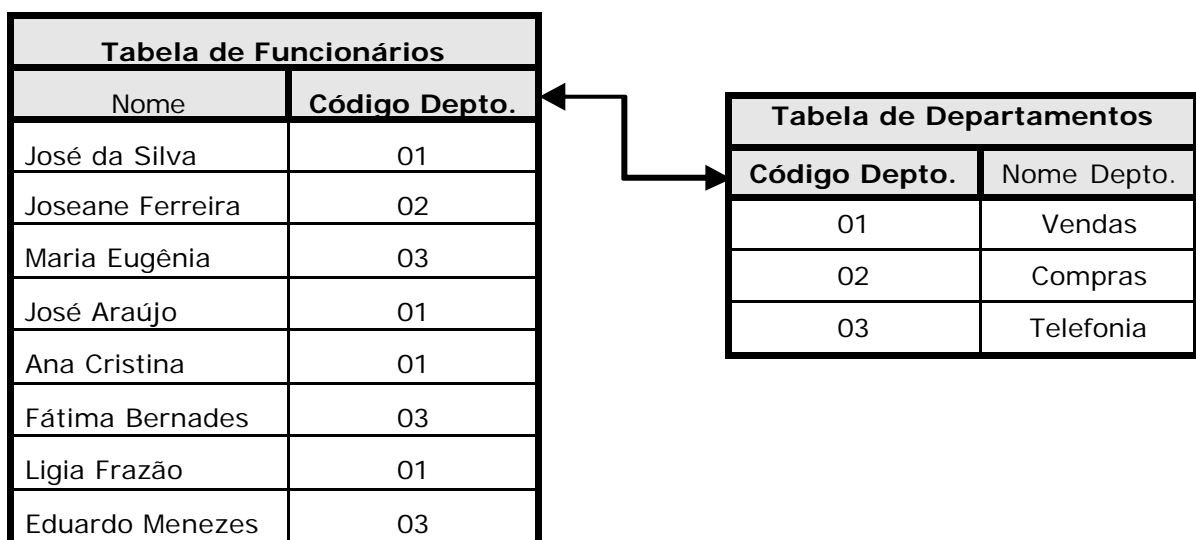 Tabela de Funcionários
Nome Código Depto.
José da Silva 01
Joseane Ferreira 02
Maria Eugênia 03
José Araújo 01
Ana Cristina 01
Fátima Bernades 03
Ligia Frazão 01
Eduardo Menezes 03
Tabela de Departamentos
Código Depto. Nome Depto.
01 Vendas
02 Compras
03 Telefonia